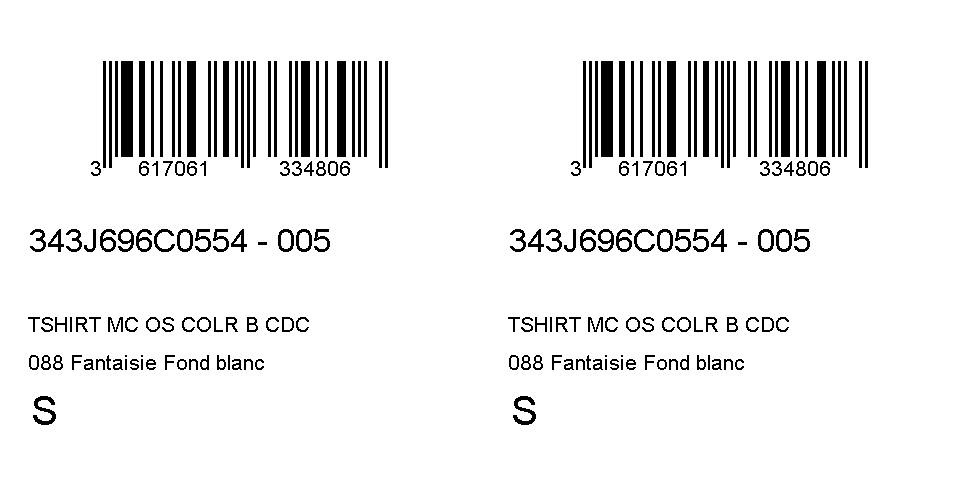 3 617061 334806
343J696C0554 - 005
TSHIRT MC OS COLR B CDC
088 Fantaisie Fond blanc
S
3 617061 334806
343J696C0554 - 005
TSHIRT MC OS COLR B CDC
088 Fantaisie Fond blanc
S